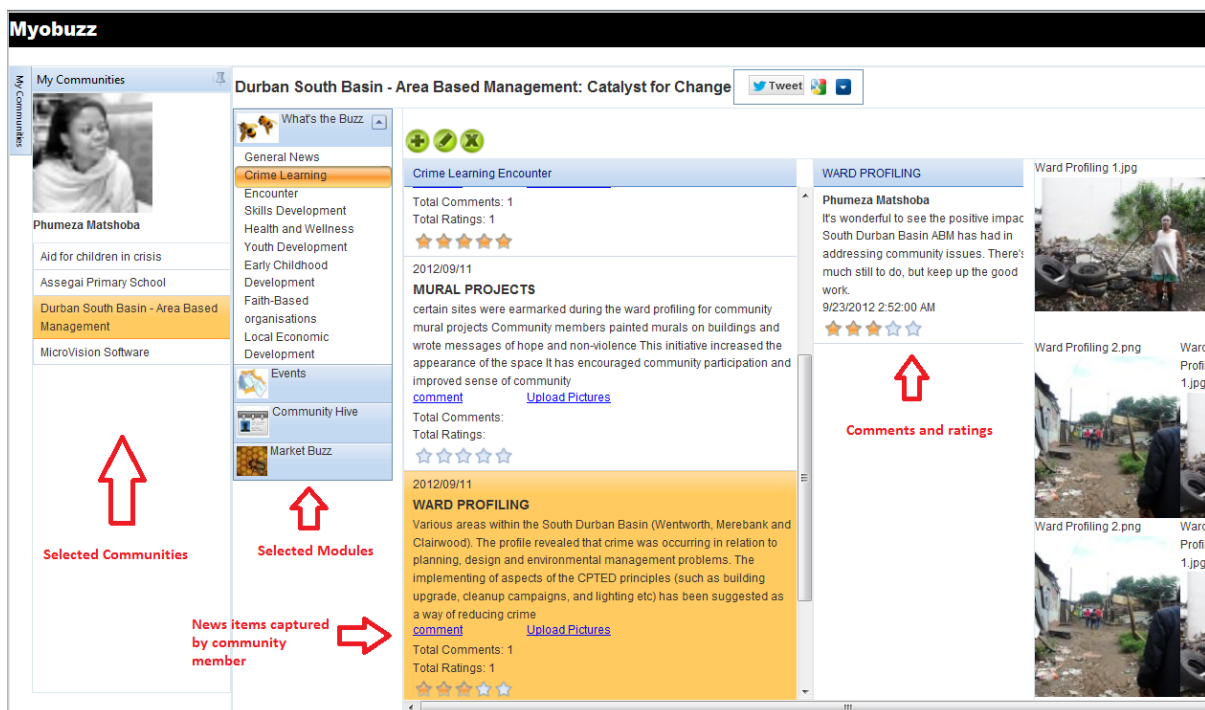 Myobuzz
My Communities
My Communities
Phumeza Matshoba
Aid for children in crisis
Assegai Primary School
Durban South Basin - Area Based
Management
MicroVision Software
Selected Communities
Durban South Basin - Area Based Management: Catalyst for Change
Tweet
What's the Buzz
General News
Crime Learning
Encounter
Skills Development
Health and Wellness
Youth Development
Early Childhood
Development
Faith-Based
organisations
Local Economic
Development
Events
Community Hive
Market Buzz
Selected Modules
Crime Learning Encounter
Total Comments: 1
Total Ratings: 1
2012/09/11
MURAL PROJECTS
certain sites were earmarked during the ward profiling for community
mural projects Community members painted murals on buildings and
wrote messages of hope and non-violence This initiative increased the
appearance of the space It has encouraged community participation and
improved sense of community
comment Upload Pictures
Total Comments:
Total Ratings:
2012/09/11
WARD PROFILING
Various areas within the South Durban Basin (Wentworth, Merebank and
Clairwood). The profile revealed that crime was occurring in relation to
planning, design and environmental management problems. The
implementing of aspects of the CPTED principles (such as building
upgrade, cleanup campaigns, and lighting etc) has been suggested as
a way of reducing crime
comment Upload Pictures
Total Comments: 1
Total Ratings: 1
News items captured
by community
member
WARD PROFILING
Phumeza Matshoba
It's wonderful to see the positive impac
South Durban Basin ABM has had in
addressing community issues. There's
much still to do, but keep up the good
work.
9/23/2012 2:52:00 AM
Comments and ratings
Ward Profiling 1.jpg
Ward Profiling 2.png
Ward
Profi
1.jpg
Ward Profiling 2.png
Ward
Profi
1.jpg